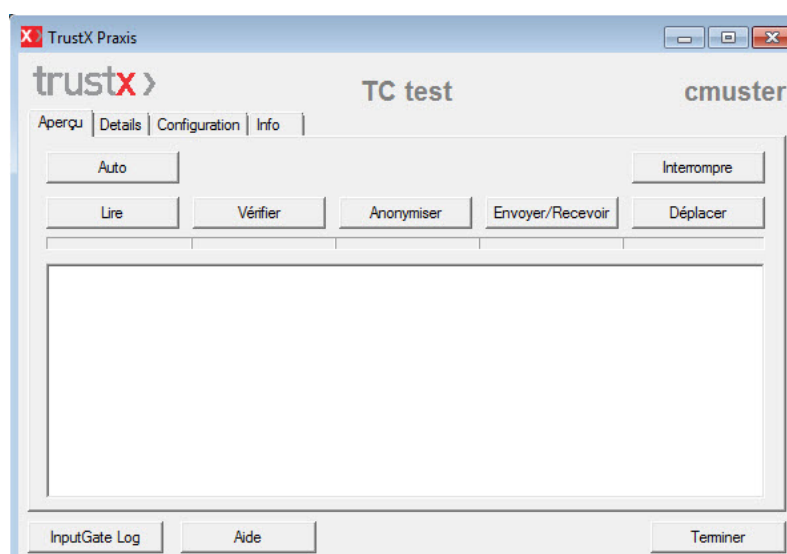 TrustX Praxis
trustx
TC test cmuster
Aperçu Details Configuration Info
Auto Interrompre
Lire Vérifier Anonymiser Envoyer/Recevoir Déplacer
InputGate Log Aide Terminer